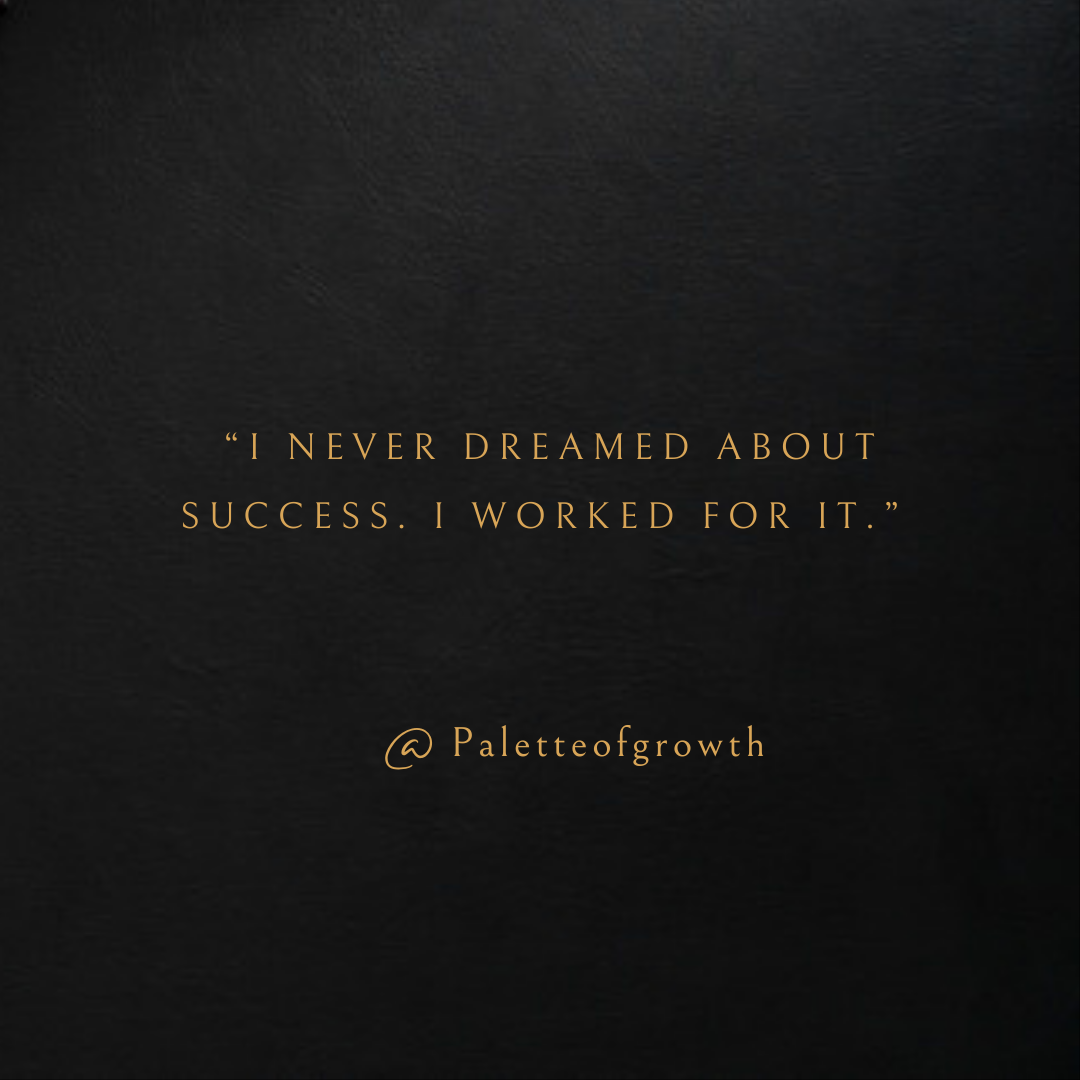 “I NEVER DREAMED ABOUT
SUCCESS. I WORKED FOR IT.”
@ Paletteofgrowth